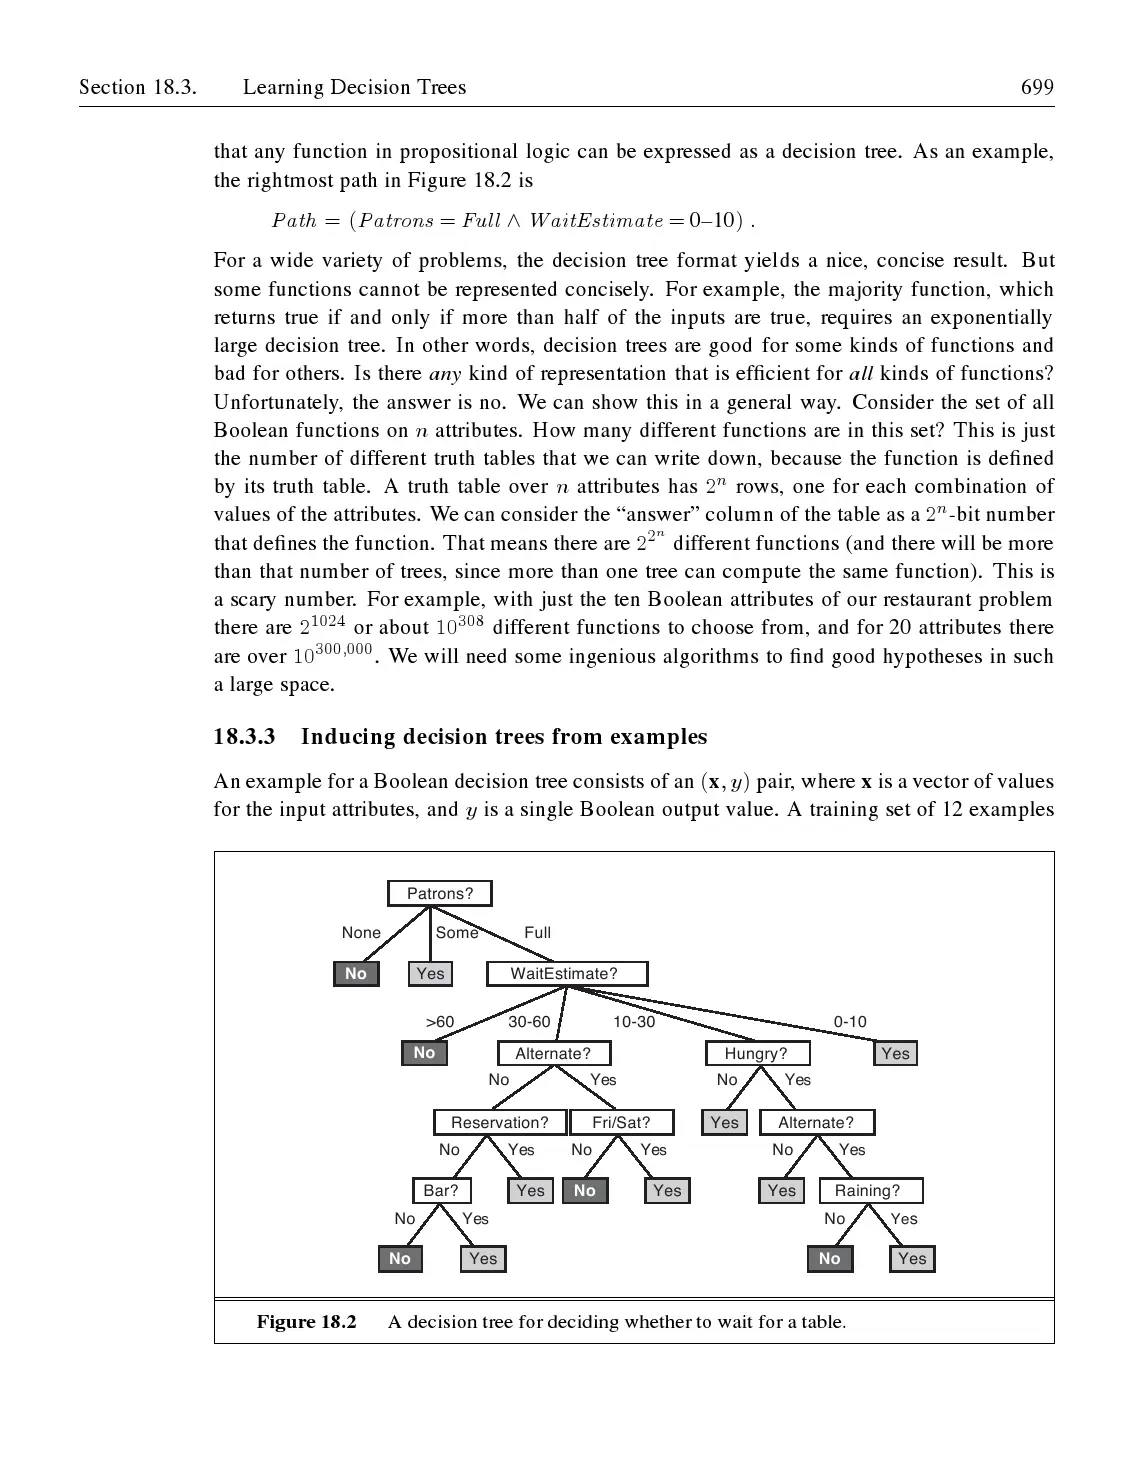 Section 18.3. Learning Decision Trees 699
that any function in propositional logic can be expressed as a decision tree. As an example,
the rightmost path in Figure 18.2 is
Path = (Patrons = Full ∧ WaitEstimate = 0–10) .
For a wide variety of problems, the decision tree format yields a nice, concise result. But
some functions cannot be represented concisely. For example, the majority function, which
returns true if and only if more than half of the inputs are true, requires an exponentially
large decision tree. In other words, decision trees are good for some kinds of functions and
bad for others. Is there any kind of representation that is efficient for all kinds of functions?
Unfortunately, the answer is no. We can show this in a general way. Consider the set of all
Boolean functions on n attributes. How many different functions are in this set? This is just
the number of different truth tables that we can write down, because the function is defined
by its truth table. A truth table over n attributes has 2^n rows, one for each combination of
values of the attributes. We can consider the “answer” column of the table as a 2^n-bit number
that defines the function. That means there are 2^{2^n} different functions (and there will be more
than that number of trees, since more than one tree can compute the same function). This is
a scary number. For example, with just the ten Boolean attributes of our restaurant problem
there are 2^{1024} or about 10^{308} different functions to choose from, and for 20 attributes there
are over 10^{300,000}. We will need some ingenious algorithms to find good hypotheses in such
a large space.
18.3.3 Inducing decision trees from examples
An example for a Boolean decision tree consists of an (x, y) pair, where x is a vector of values
for the input attributes, and y is a single Boolean output value. A training set of 12 examples
Patrons?
None Some Full
No Yes WaitEstimate?
>60 30-60 10-30 0-10
No Alternate? Hungry? Yes
No Yes No Yes
Reservation? Fri/Sat? Yes Alternate?
No Yes No Yes No Yes
Bar? Yes No Yes Yes Raining?
No Yes No Yes
No Yes No Yes
Figure 18.2 A decision tree for deciding whether to wait for a table.